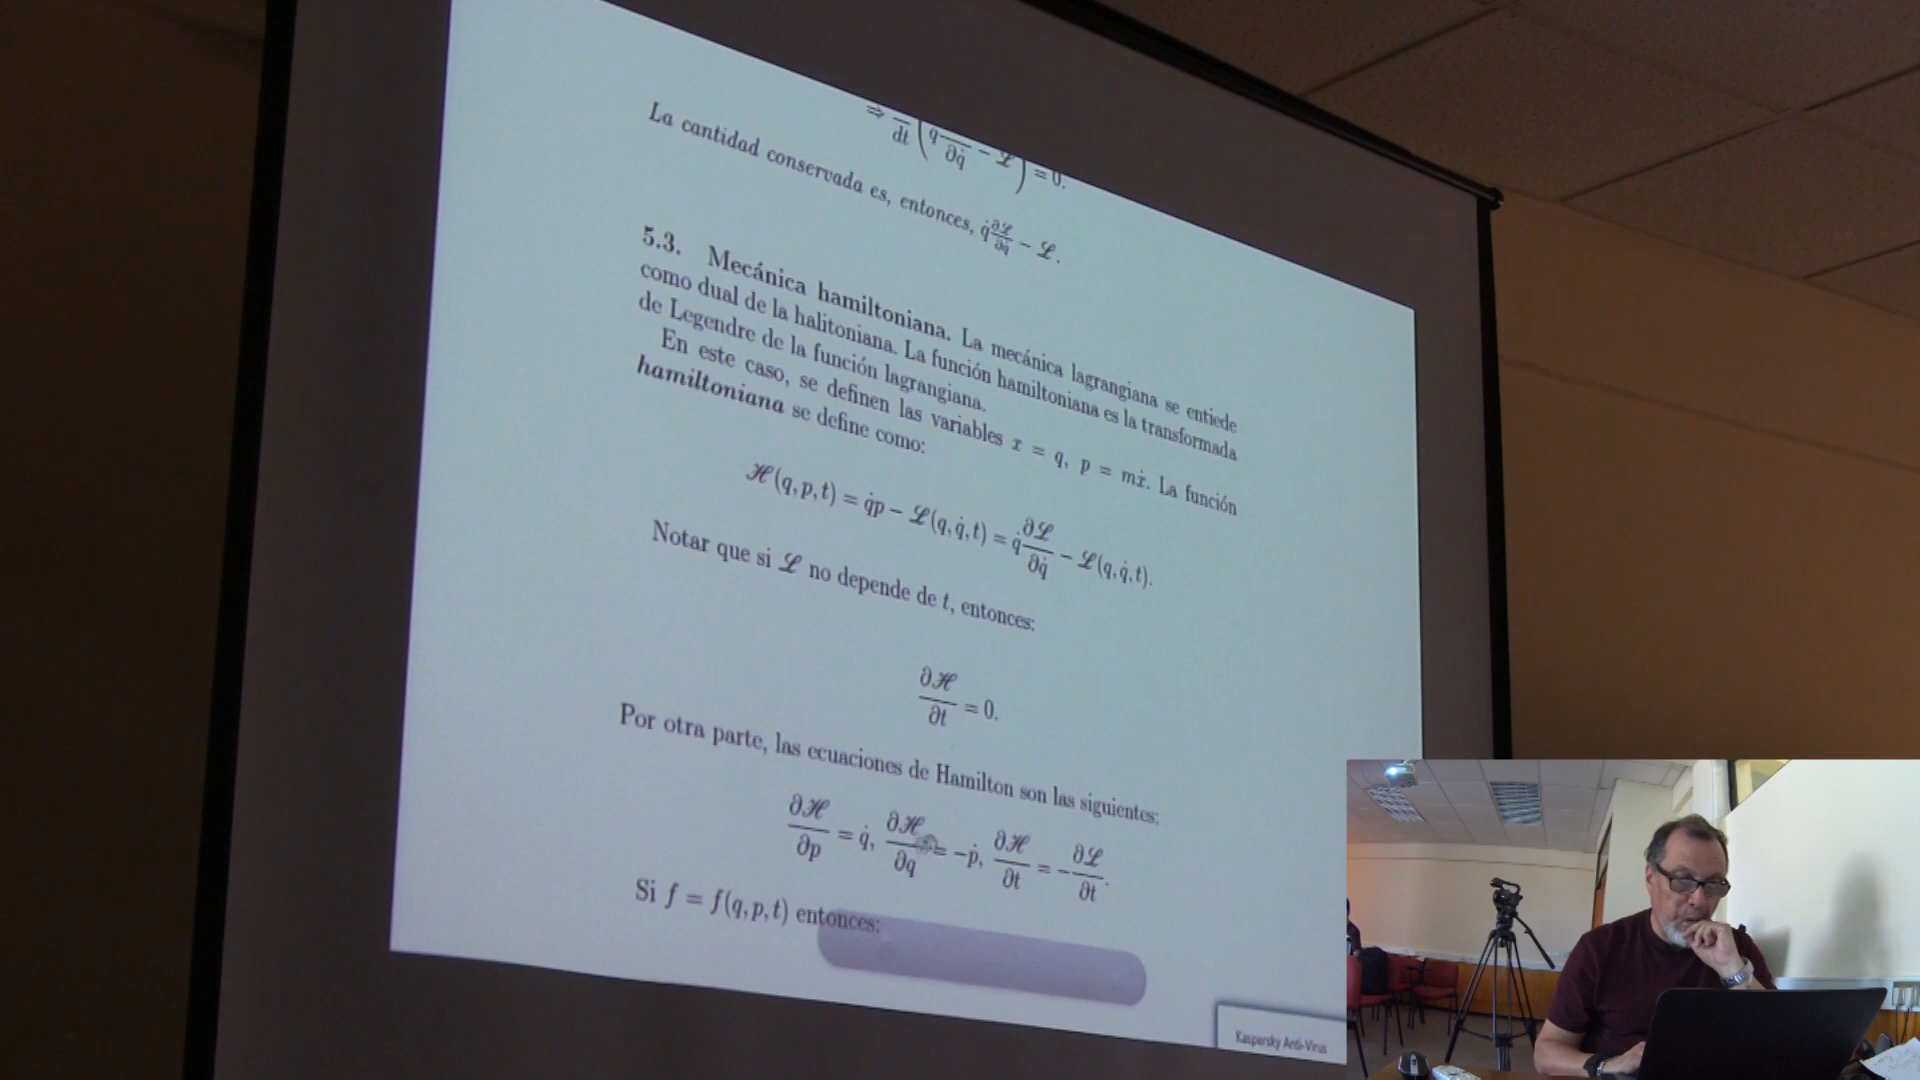 ⇒ d/dt ( q̇ ∂ℒ/∂q̇ − ℒ ) = 0.
La cantidad conservada es, entonces, q̇ ∂ℒ/∂q̇ − ℒ.
5.3. Mecánica hamiltoniana. La mecánica lagrangiana se entiede
como dual de la halitoniana. La función hamiltoniana es la transformada
de Legendre de la función lagrangiana.
En este caso, se definen las variables x = q, p = mẋ. La función
hamiltoniana se define como:
ℋ(q, p, t) = q̇p − ℒ(q, q̇, t) = q̇ ∂ℒ/∂q̇ − ℒ(q, q̇, t).
Notar que si ℒ no depende de t, entonces:
∂ℋ/∂t = 0.
Por otra parte, las ecuaciones de Hamilton son las siguientes:
∂ℋ/∂p = q̇, ∂ℋ/∂q = −ṗ, ∂ℋ/∂t = −∂ℒ/∂t.
Si f = f(q, p, t) entonces:
Kaspersky Anti-Virus